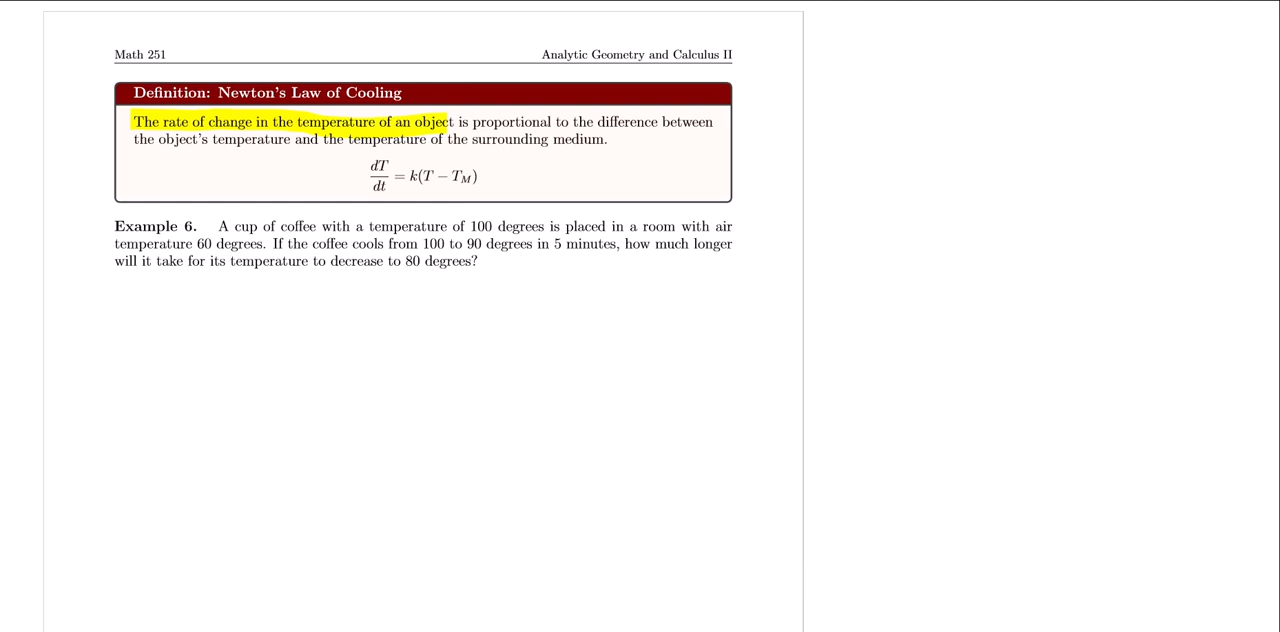 Math 251 Analytic Geometry and Calculus II
Definition: Newton's Law of Cooling
The rate of change in the temperature of an object is proportional to the difference between
the object's temperature and the temperature of the surrounding medium.
dT/dt = k(T − T_M)
Example 6. A cup of coffee with a temperature of 100 degrees is placed in a room with air
temperature 60 degrees. If the coffee cools from 100 to 90 degrees in 5 minutes, how much longer
will it take for its temperature to decrease to 80 degrees?